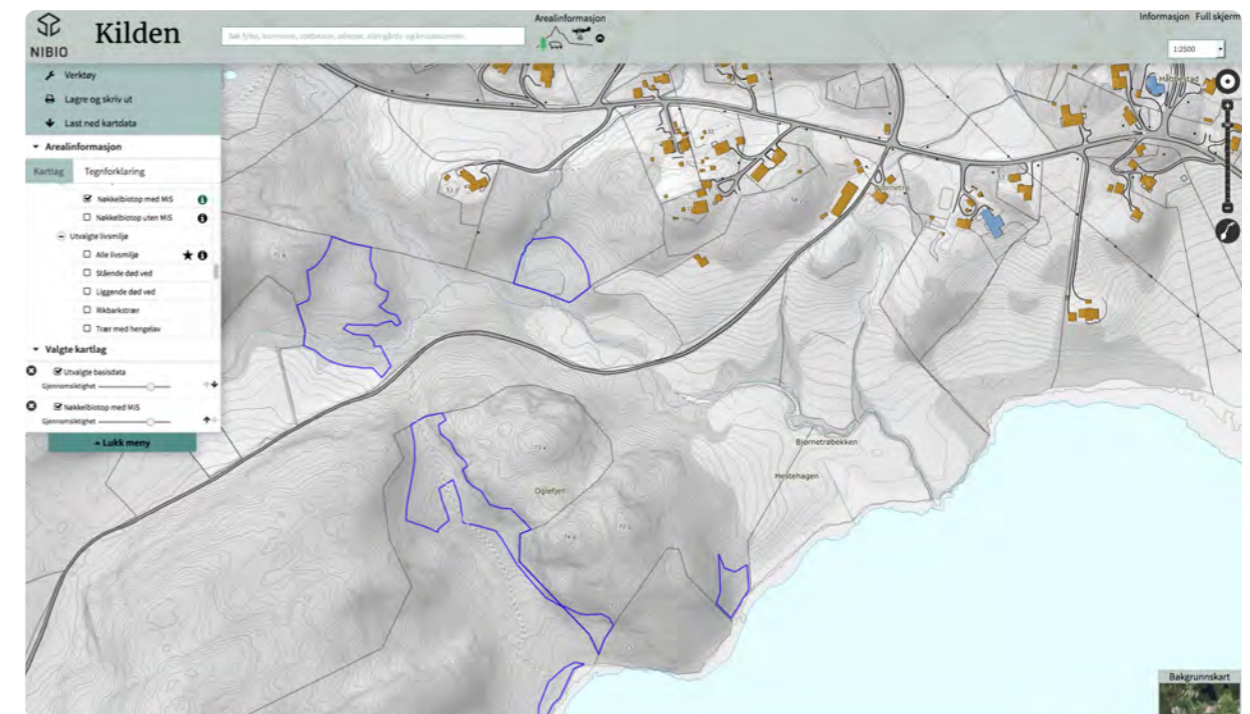 NIBIO
Kilden
Arealinformasjon
Informasjon Full skjerm
1:2500
Verktøy
Lagre og skriv ut
Last ned kartdata
Arealinformasjon
Kartlag Tegnforklaring
Nøkkelbiotop med MiS
Nøkkelbiotop uten MiS
Utvalgte livsmiljø
Alle livsmiljø
Stående død ved
Liggende død ved
Rikbarkstrær
Trær med hengelav
Valgte kartlag
Utvalgte basisdata
Gjennomsiktighet
Nøkkelbiotop med MiS
Gjennomsiktighet
Lukk meny
Bjørnetrøbekken
Hestehagen
Oglefjell
Bakgrunnskart